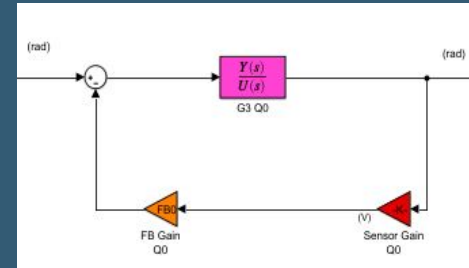 (rad)
+
-
Y(s)
U(s)
G3 Q0
(rad)
FB0
FB Gain
Q0
(V)
-K-
Sensor Gain
Q0